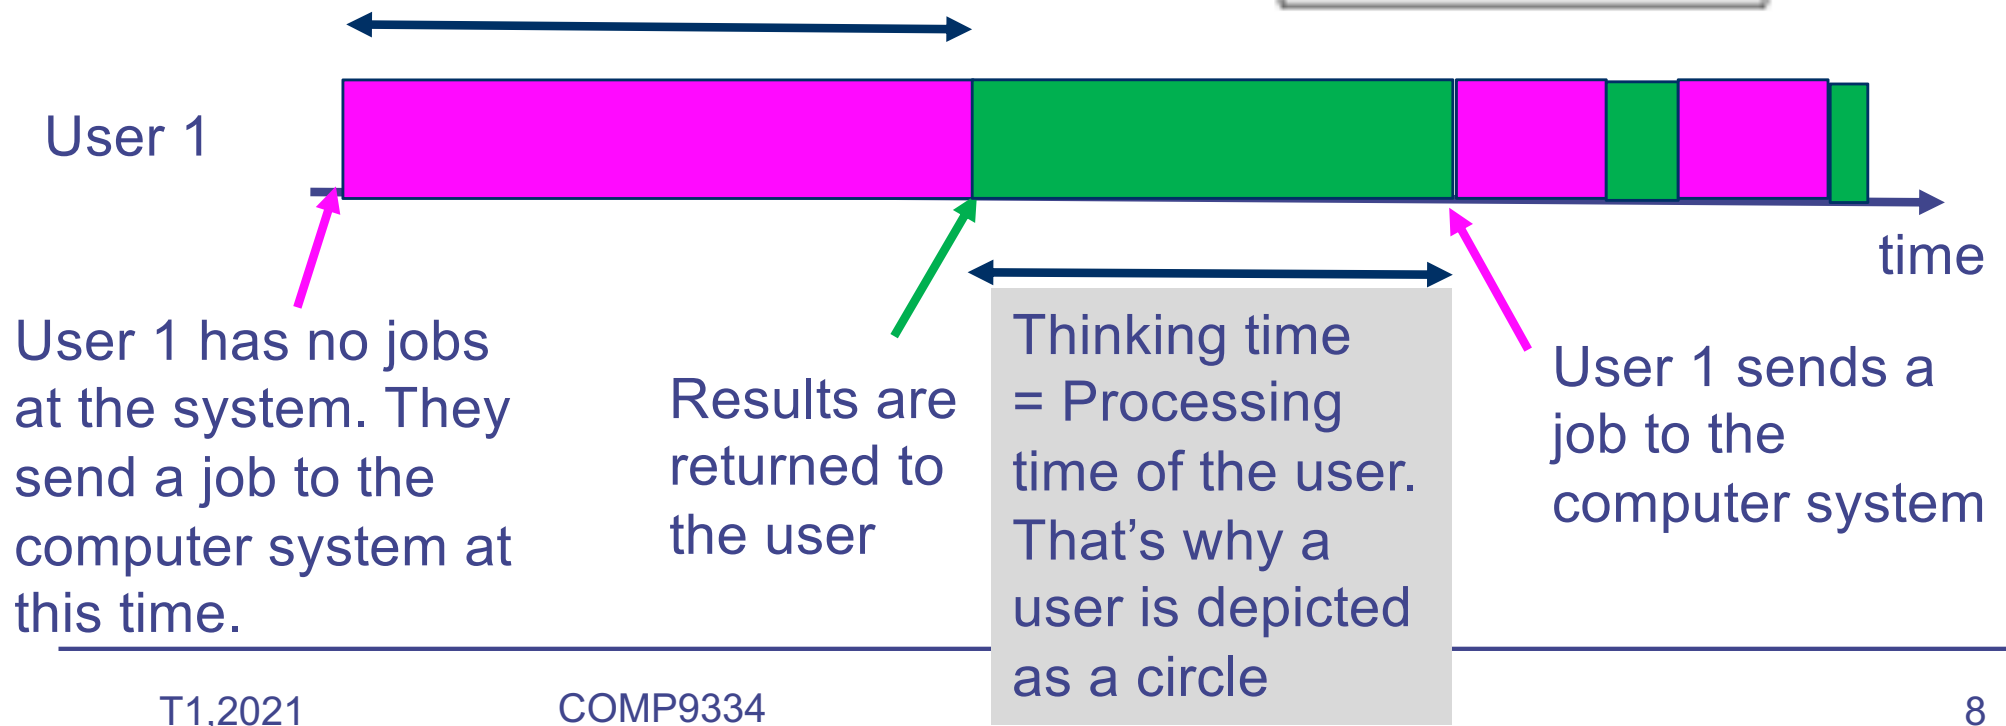 User 1
time
User 1 has no jobs
at the system. They
send a job to the
computer system at
this time.
Results are
returned to
the user
Thinking time
= Processing
time of the user.
That’s why a
user is depicted
as a circle
User 1 sends a
job to the
computer system
T1,2021
COMP9334
8